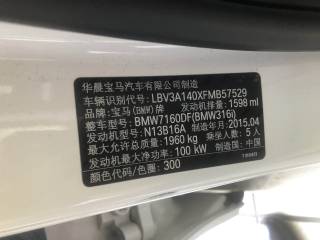 华晨宝马汽车有限公司制造
车辆识别代号: LBV3A140XFMB57529
品牌: 宝马(BMW)牌 发动机排量: 1598 ml
整车型号: BMW7160DF(BMW316i)
发动机型号: N13B16A 制造年月: 2015.04
最大允许总质量: 1960 kg 乘坐人数: 5 人
发动机最大净功率: 100 kW 制造国: 中国
颜色代码/色圈: 300